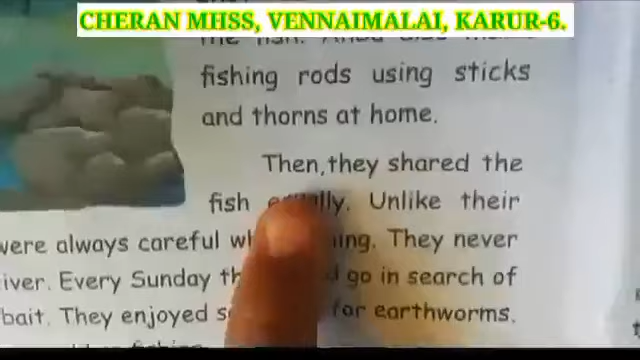 CHERAN MHSS, VENNAIMALAI, KARUR-6.
the fish.
fishing rods using sticks
and thorns at home.
Then,they shared the
fish equally. Unlike their
were always careful ing. They never
iver. Every Sunday go in search of
bait. They enjoyed for earthworms.